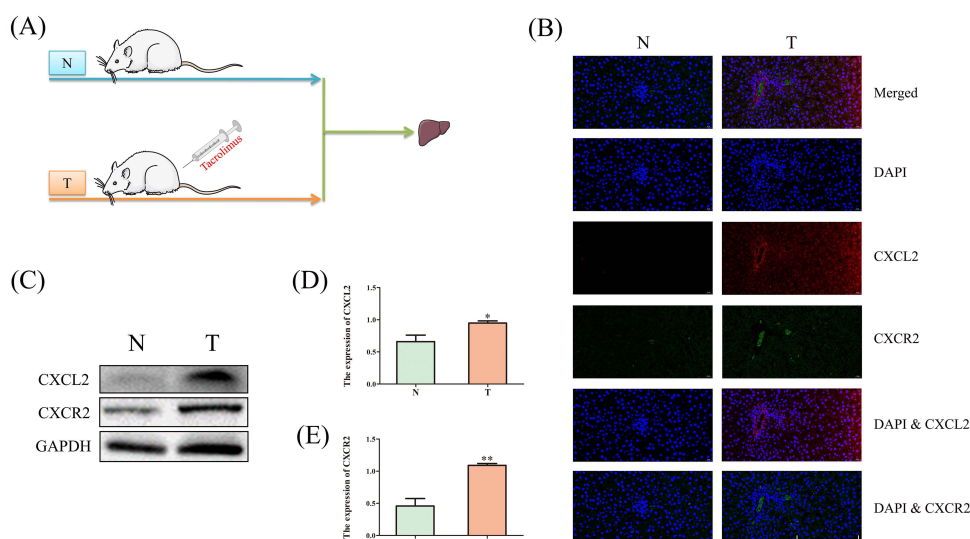 (A)
N
T
Tacrolimus
(B)
N T
Merged
DAPI
CXCL2
CXCR2
DAPI & CXCL2
DAPI & CXCR2
(C)
N T
CXCL2
CXCR2
GAPDH
(D)
The expression of CXCL2
1.5
1.0
0.5
0.0
*
N T
(E)
The expression of CXCR2
1.5
1.0
0.5
0.0
**
N T